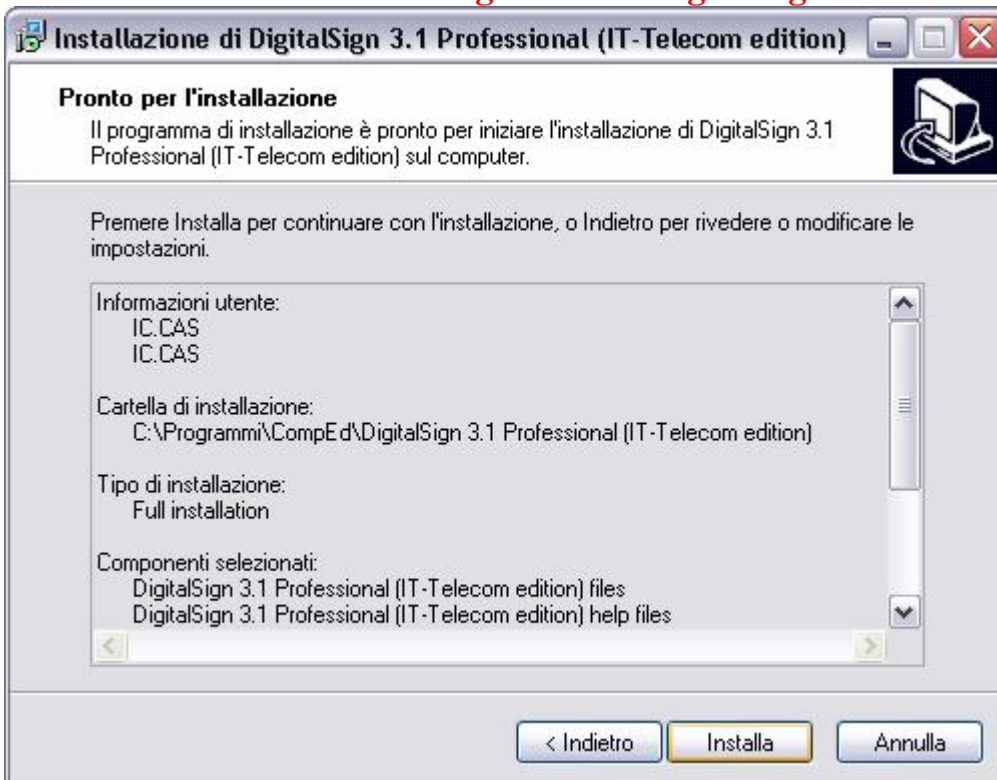 Installazione di DigitalSign 3.1 Professional (IT-Telecom edition)
Pronto per l'installazione
Il programma di installazione è pronto per iniziare l'installazione di DigitalSign 3.1
Professional (IT-Telecom edition) sul computer.
Premere Installa per continuare con l'installazione, o Indietro per rivedere o modificare le
impostazioni.
Informazioni utente:
IC.CAS
IC.CAS
Cartella di installazione:
C:\Programmi\CompEd\DigitalSign 3.1 Professional (IT-Telecom edition)
Tipo di installazione:
Full installation
Componenti selezionati:
DigitalSign 3.1 Professional (IT-Telecom edition) files
DigitalSign 3.1 Professional (IT-Telecom edition) help files
< Indietro
Installa
Annulla